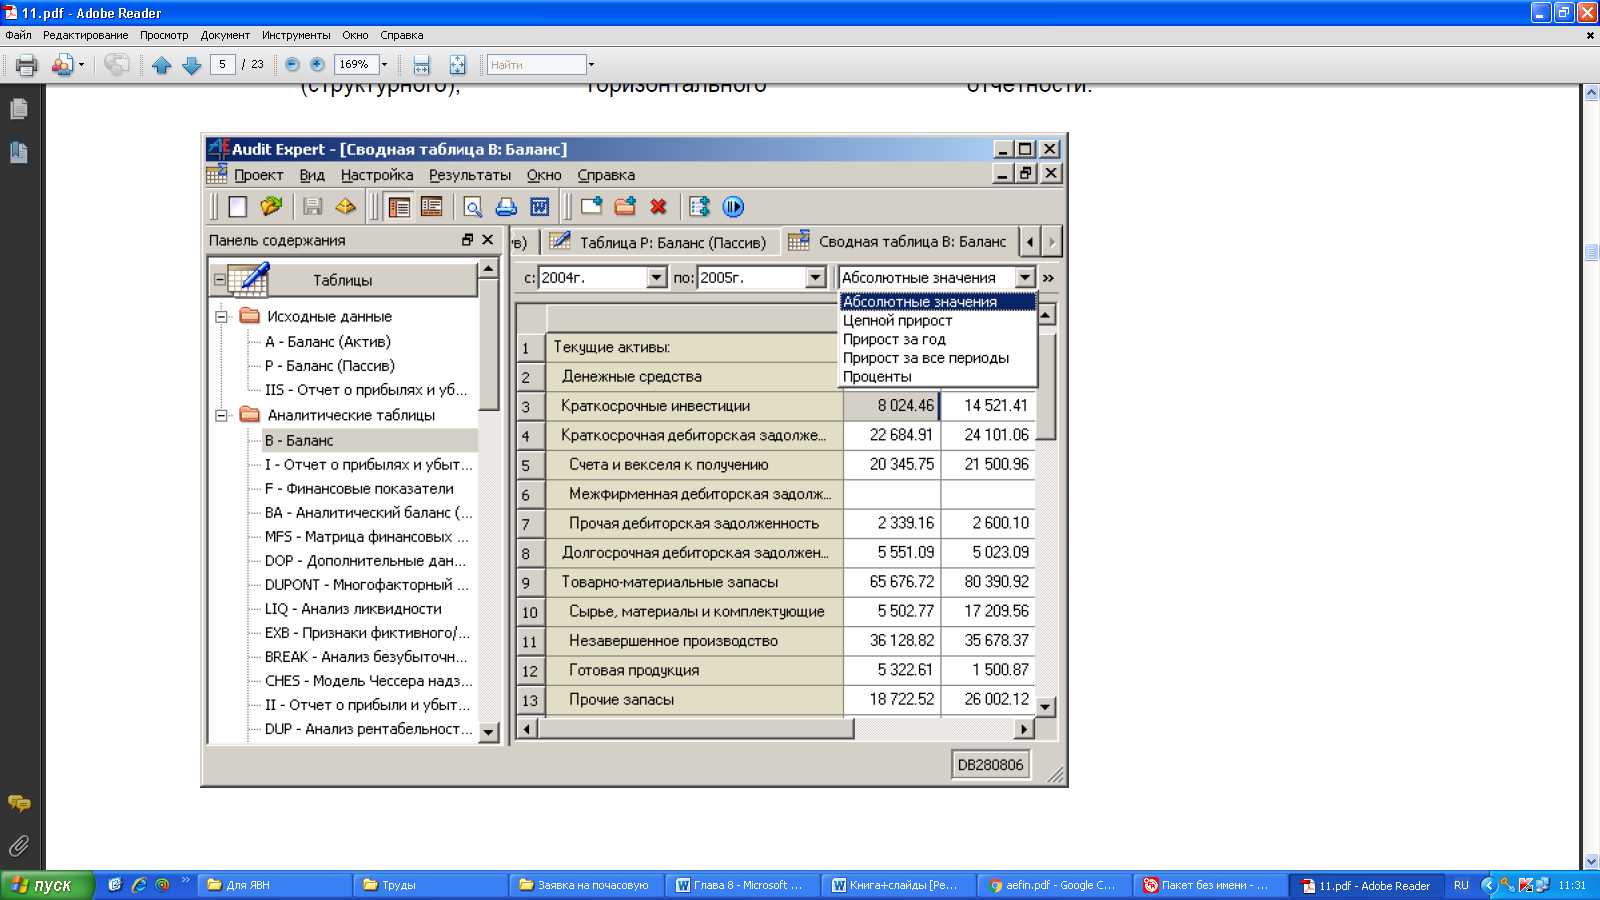 11.pdf - Adobe Reader
Файл Редактирование Просмотр Документ Инструменты Окно Справка
5 / 23 169% Найти
(структурного), горизонтального отчетности.
Audit Expert - [Сводная таблица B: Баланс]
Проект Вид Настройка Результаты Окно Справка
Панель содержания
ив) Таблица P: Баланс (Пассив) Сводная таблица B: Баланс
с: 2004г. по: 2005г. Абсолютные значения
Абсолютные значения
Цепной прирост
Прирост за год
Прирост за все периоды
Проценты
Таблицы
Исходные данные
A - Баланс (Актив)
P - Баланс (Пассив)
IIS - Отчет о прибылях и уб...
Аналитические таблицы
B - Баланс
I - Отчет о прибылях и убыт...
F - Финансовые показатели
BA - Аналитический баланс (...
MFS - Матрица финансовых ...
DOP - Дополнительные дан...
DUPONT - Многофакторный ...
LIQ - Анализ ликвидности
EXB - Признаки фиктивного/...
BREAK - Анализ безубыточн...
CHES - Модель Чессера надз...
II - Отчет о прибыли и убыт...
DUP - Анализ рентабельност...
1 Текущие активы:
2 Денежные средства
3 Краткосрочные инвестиции 8 024.46 14 521.41
4 Краткосрочная дебиторская задолже... 22 684.91 24 101.06
5 Счета и векселя к получению 20 345.75 21 500.96
6 Межфирменная дебиторская задолж...
7 Прочая дебиторская задолженность 2 339.16 2 600.10
8 Долгосрочная дебиторская задолжен... 5 551.09 5 023.09
9 Товарно-материальные запасы 65 676.72 80 390.92
10 Сырье, материалы и комплектующие 5 502.77 17 209.56
11 Незавершенное производство 36 128.82 35 678.37
12 Готовая продукция 5 322.61 1 500.87
13 Прочие запасы 18 722.52 26 002.12
DB280806
пуск Для ЯВН Труды Заявка на почасовую Глава 8 - Microsoft ... Книга+слайды [Ре... aefin.pdf - Google C... Пакет без имени - ... 11.pdf - Adobe Reader RU 11:31